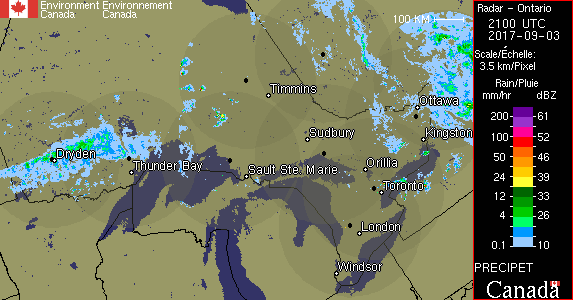 Environment Environnement
Canada Canada
100 KM
Timmins
Ottawa
Sudbury
Kingston
Dryden
Thunder Bay
Sault Ste. Marie
Orillia
Toronto
London
Windsor
Radar - Ontario
2100 UTC
2017-09-03
Scale/Échelle:
3.5 km/Pixel
Rain/Pluie
mm/hr dBZ
200 61
100 52
50 46
24 39
12 33
4 26
0.1 10
PRECIPET
Canada